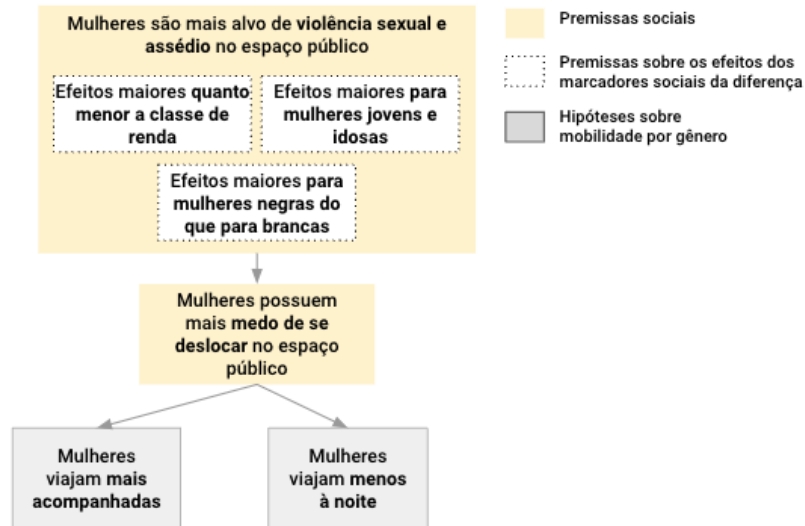 Mulheres são mais alvo de violência sexual e
assédio no espaço público
Efeitos maiores quanto
menor a classe de
renda
Efeitos maiores para
mulheres jovens e
idosas
Efeitos maiores para
mulheres negras do
que para brancas
Mulheres possuem
mais medo de se
deslocar no espaço
público
Mulheres
viajam mais
acompanhadas
Mulheres
viajam menos
à noite
Premissas sociais
Premissas sobre os efeitos dos
marcadores sociais da diferença
Hipóteses sobre
mobilidade por gênero